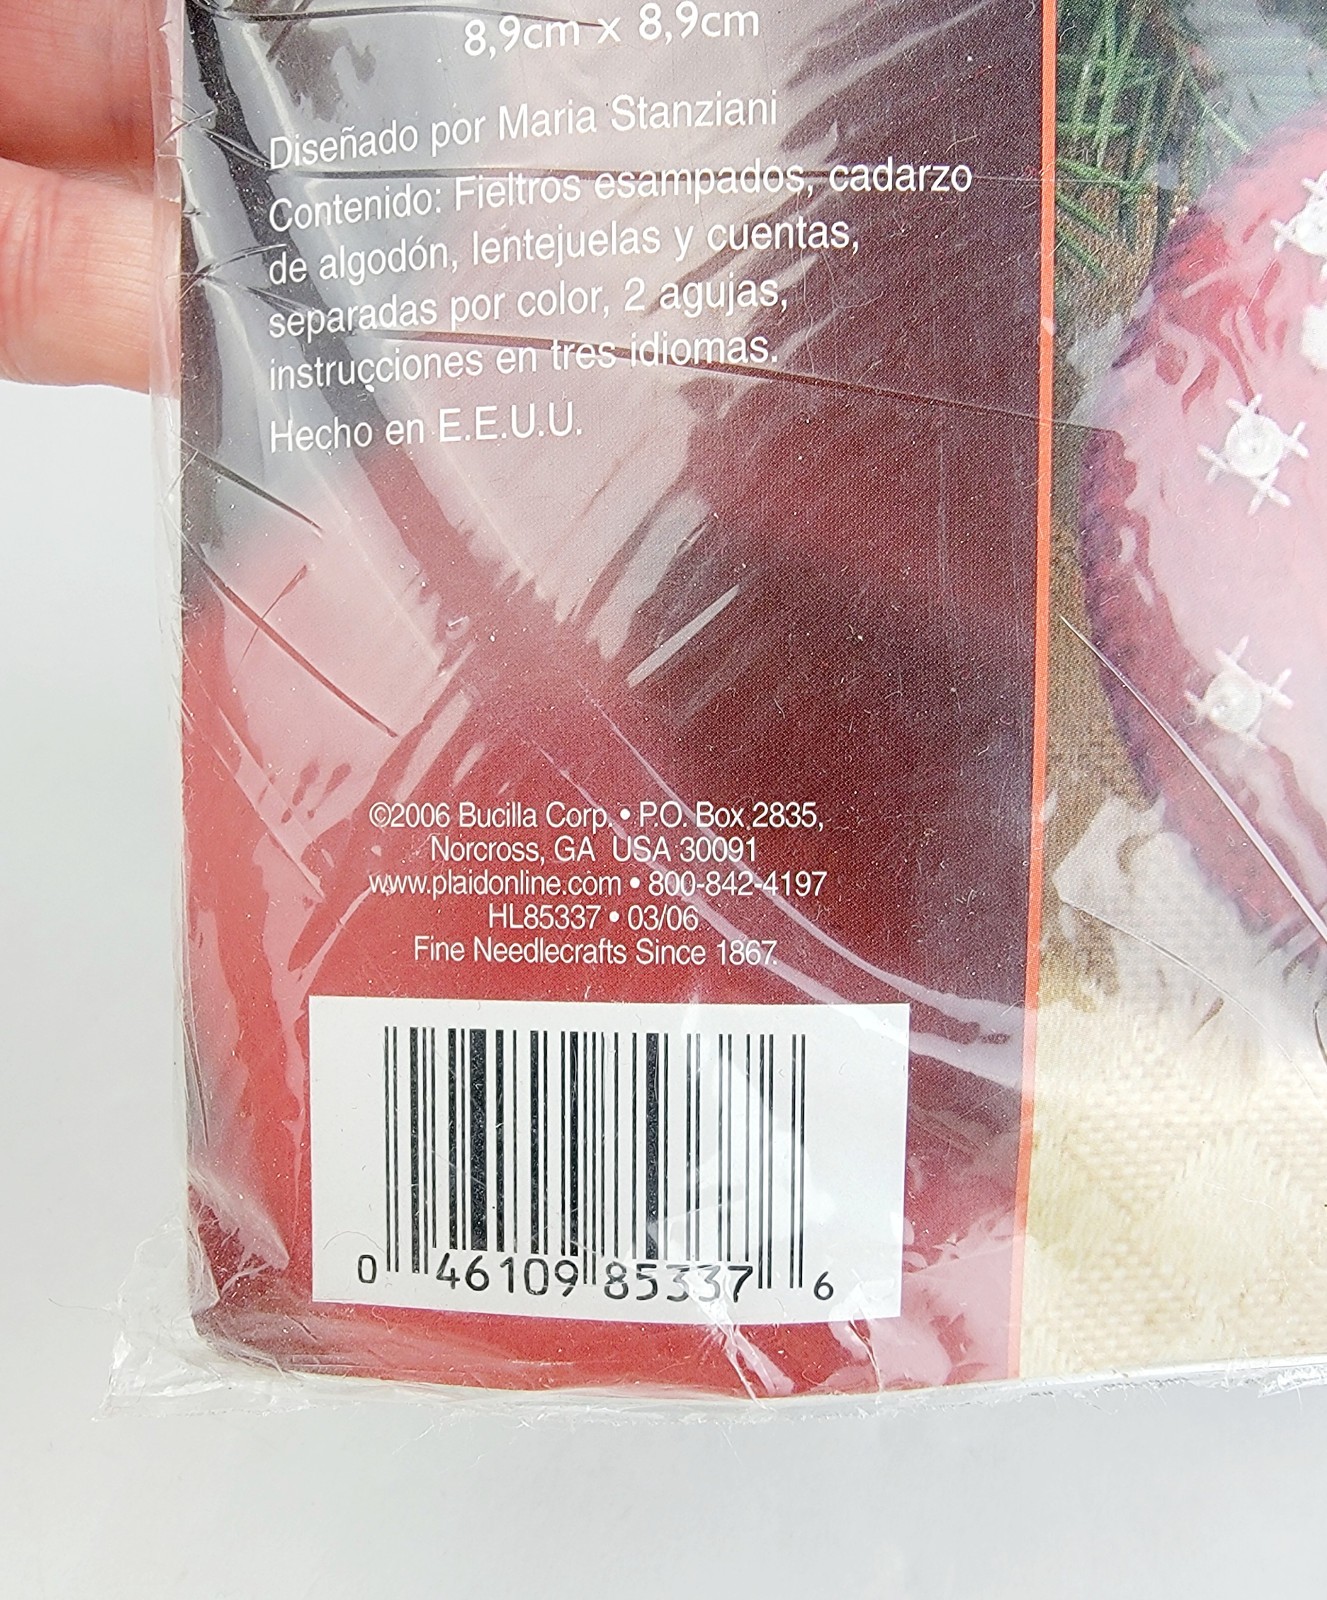 8,9cm x 8,9cm
Diseñado por Maria Stanziani
Contenido: Fieltros esampados, cadarzo
de algodón, lentejuelas y cuentas,
separadas por color, 2 agujas,
instrucciones en tres idiomas.
Hecho en E.E.U.U.
©2006 Bucilla Corp. • P.O. Box 2835,
Norcross, GA USA 30091
www.plaidonline.com • 800-842-4197
HL85337 • 03/06
Fine Needlecrafts Since 1867.
0 46109 85337 6